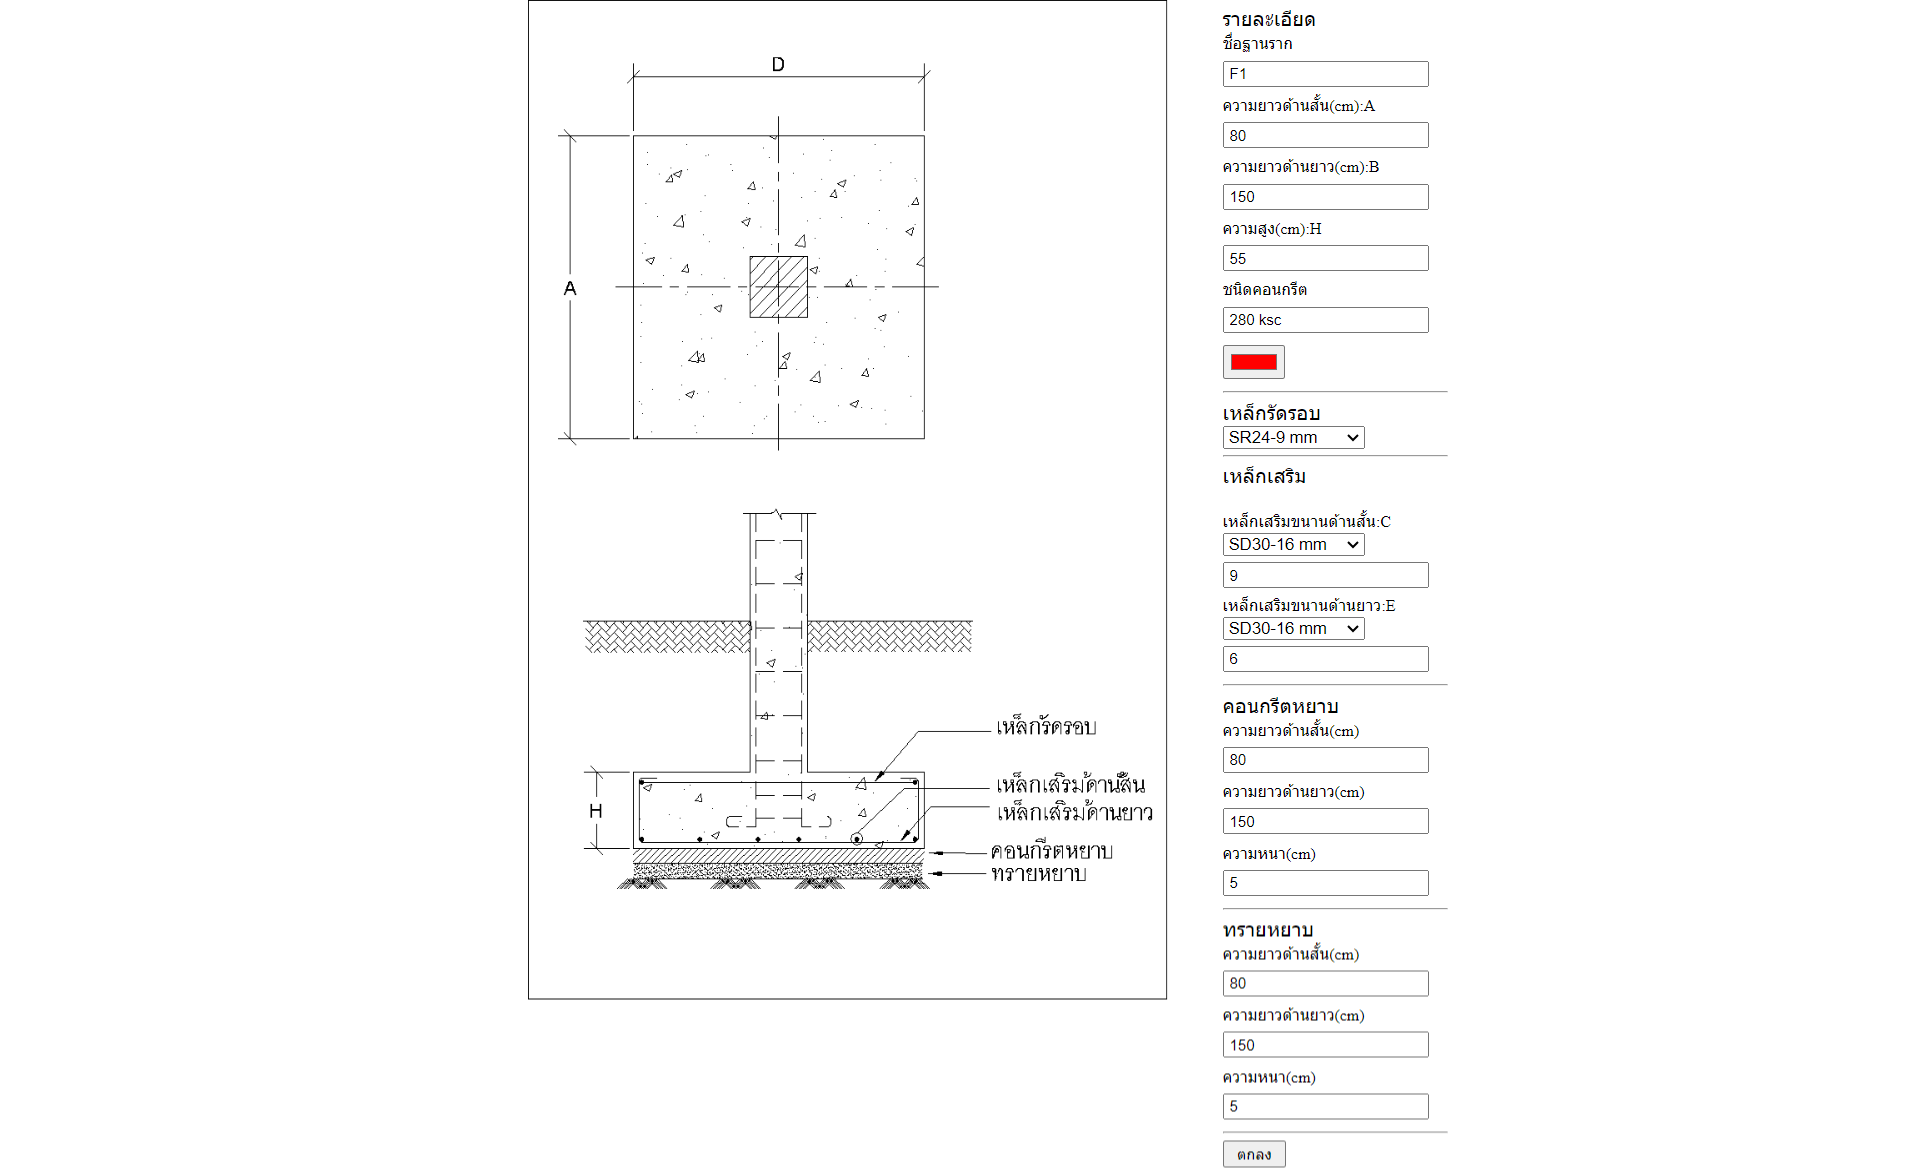 D
A
H
เหล็กรัดรอบ
เหล็กเสริมด้านสั้น
เหล็กเสริมด้านยาว
คอนกรีตหยาบ
ทรายหยาบ
รายละเอียด
ชื่อฐานราก
F1
ความยาวด้านสั้น(cm):A
80
ความยาวด้านยาว(cm):B
150
ความสูง(cm):H
55
ชนิดคอนกรีต
280 ksc
เหล็กรัดรอบ
SR24-9 mm
เหล็กเสริม
เหล็กเสริมขนานด้านสั้น:C
SD30-16 mm
9
เหล็กเสริมขนานด้านยาว:E
SD30-16 mm
6
คอนกรีตหยาบ
ความยาวด้านสั้น(cm)
80
ความยาวด้านยาว(cm)
150
ความหนา(cm)
5
ทรายหยาบ
ความยาวด้านสั้น(cm)
80
ความยาวด้านยาว(cm)
150
ความหนา(cm)
5
ตกลง